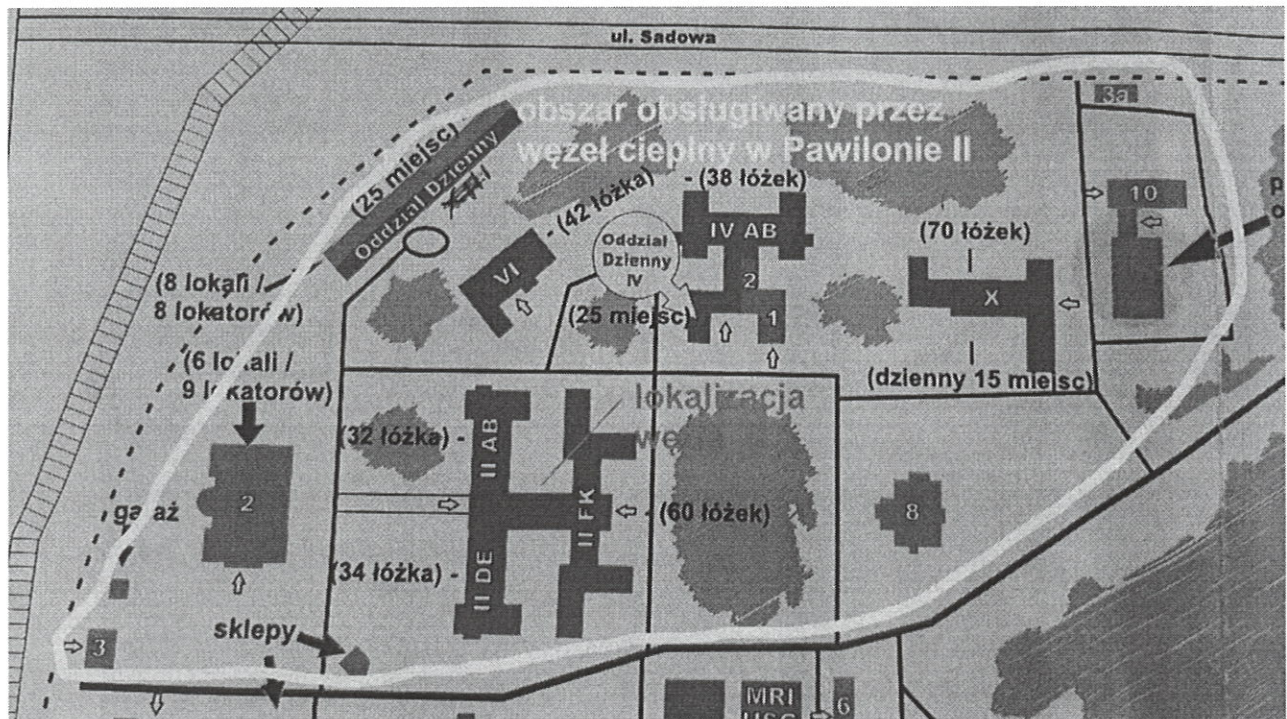 ul. Sadowa
obszar obsługiwany przez
węzeł cieplny w Pawilonie II
3a
(25 miejsc)
Oddział Dzienny
- (42 łóżka)
- (38 łóżek)
IV AB
10
Oddział
Dzienny
IV
(70 łóżek)
VI
2
X
(8 lokali /
8 lokatorów)
(25 miejsc)
1
(6 lokali /
9 lokatorów)
(dzienny 15 miejsc)
lokalizacja
(32 łóżka) -
II AB
II FK
2
8
garaż
- (60 łóżek)
(34 łóżka) -
II DE
sklepy
3
MRI
USG
6